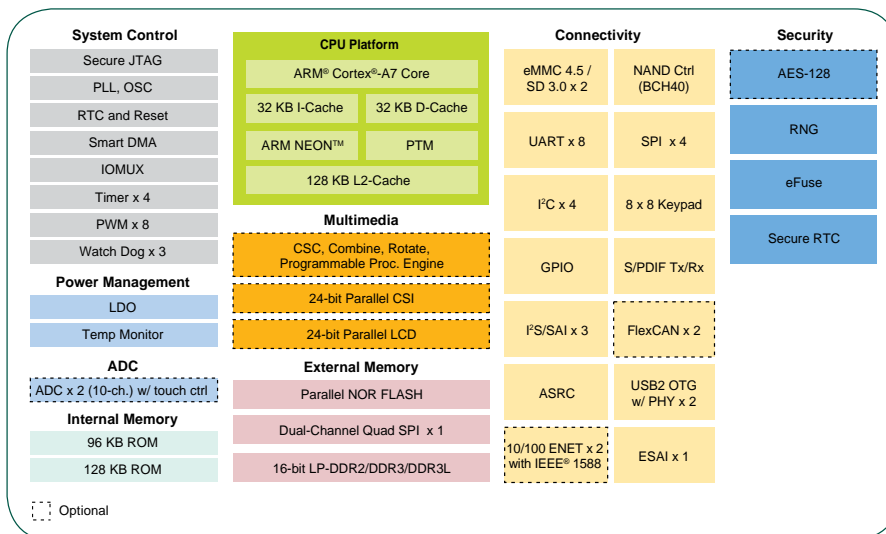 System Control
Secure JTAG
PLL, OSC
RTC and Reset
Smart DMA
IOMUX
Timer x 4
PWM x 8
Watch Dog x 3
Power Management
LDO
Temp Monitor
ADC
ADC x 2 (10-ch.) w/ touch ctrl
Internal Memory
96 KB ROM
128 KB ROM
Optional
CPU Platform
ARM® Cortex®-A7 Core
32 KB I-Cache
32 KB D-Cache
ARM NEON™
PTM
128 KB L2-Cache
Multimedia
CSC, Combine, Rotate,
Programmable Proc. Engine
24-bit Parallel CSI
24-bit Parallel LCD
External Memory
Parallel NOR FLASH
Dual-Channel Quad SPI x 1
16-bit LP-DDR2/DDR3/DDR3L
Connectivity
eMMC 4.5 /
SD 3.0 x 2
NAND Ctrl
(BCH40)
UART x 8
SPI x 4
I²C x 4
8 x 8 Keypad
GPIO
S/PDIF Tx/Rx
I²S/SAI x 3
FlexCAN x 2
ASRC
USB2 OTG
w/ PHY x 2
10/100 ENET x 2
with IEEE® 1588
ESAI x 1
Security
AES-128
RNG
eFuse
Secure RTC